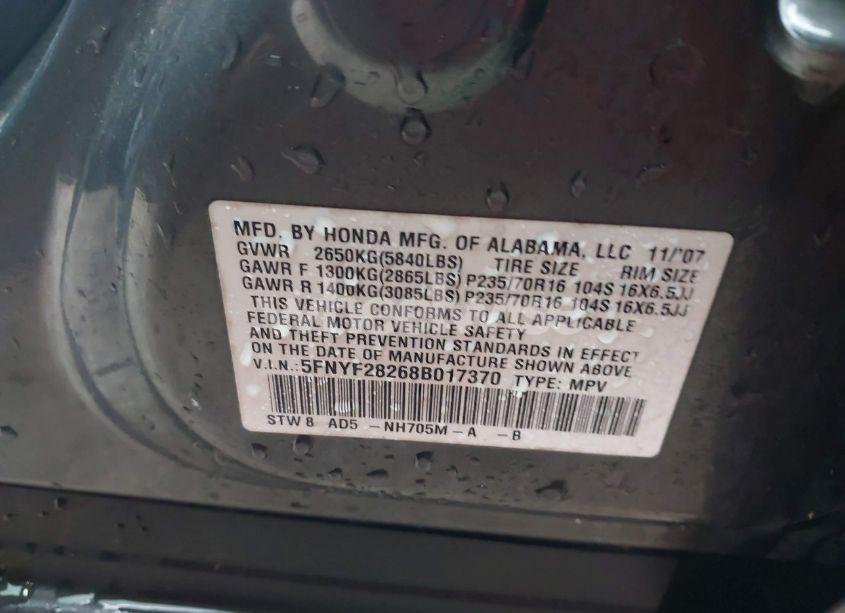 MFD. BY HONDA MFG. OF ALABAMA, LLC 11/'07
GVWR 2650KG(5840LBS) TIRE SIZE RIM SIZE
GAWR F 1300KG(2865LBS) P235/70R16 104S 16X6.5JJ
GAWR R 1400KG(3085LBS) P235/70R16 104S 16X6.5JJ
THIS VEHICLE CONFORMS TO ALL APPLICABLE
FEDERAL MOTOR VEHICLE SAFETY
AND THEFT PREVENTION STANDARDS IN EFFECT
ON THE DATE OF MANUFACTURE SHOWN ABOVE
V.I.N.: 5FNYF28268B017370 TYPE: MPV
STW 8 AD5 -NH705M-A -B